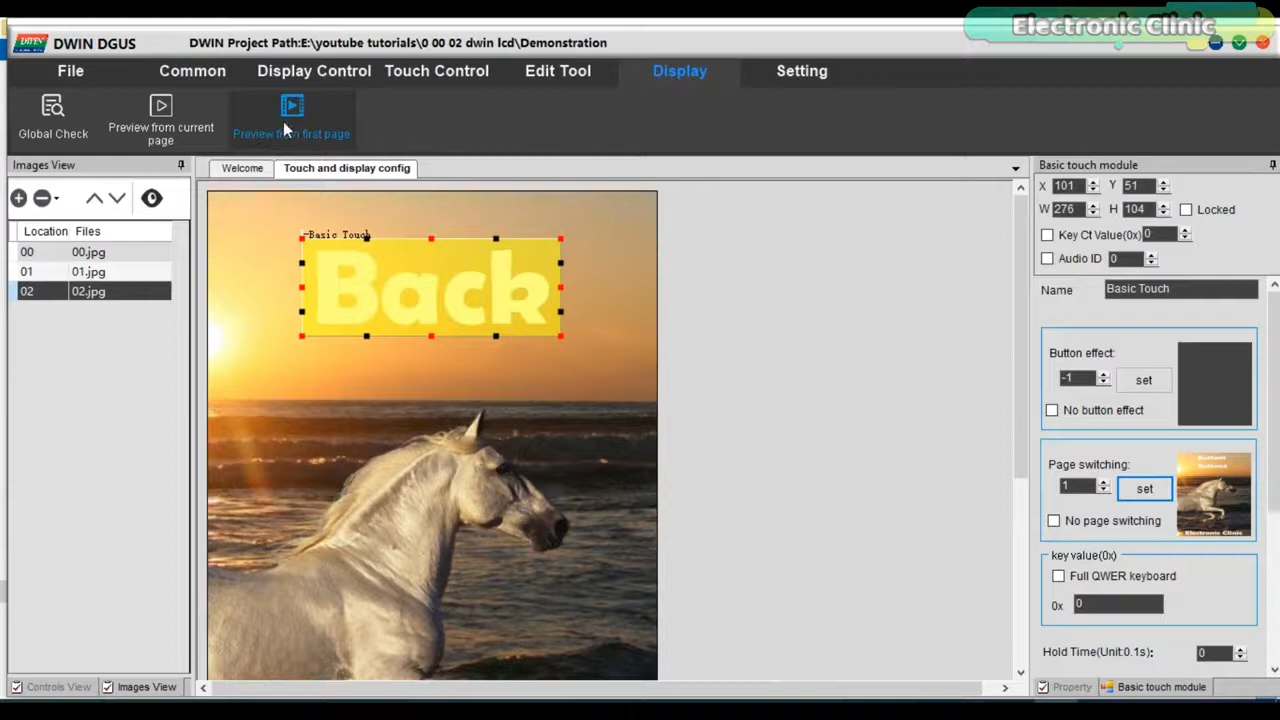 Electronic Clinic
DWIN DGUS
DWIN Project Path:E:\youtube tutorials\0 00 02 dwin lcd\Demonstration
File Common Display Control Touch Control Edit Tool Display Setting
Global Check
Preview from current page
Preview from first page
Images View
Welcome
Touch and display config
Location Files
00 00.jpg
01 01.jpg
02 02.jpg
Basic Touch
Back
Basic touch module
X 101 Y 51
W 276 H 104 Locked
Key Ct Value(0x) 0
Audio ID 0
Name Basic Touch
Button effect:
-1 set
No button effect
Page switching:
1 set
No page switching
Electronic Clinic
key value(0x)
Full QWER keyboard
0x 0
Hold Time(Unit:0.1s): 0
Controls View
Images View
Property
Basic touch module